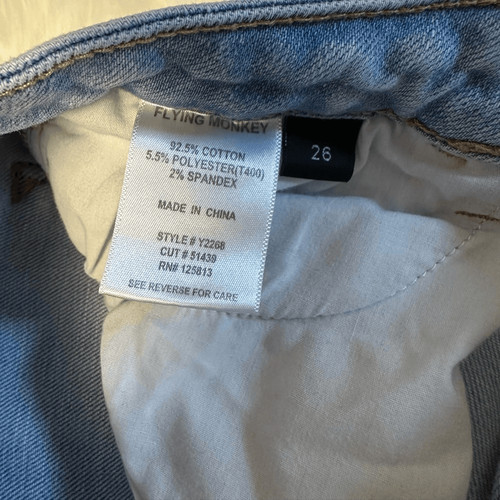 FLYING MONKEY
92.5% COTTON
5.5% POLYESTER(T400)
2% SPANDEX
MADE IN CHINA
STYLE # Y2268
CUT # 51439
RN# 125813
SEE REVERSE FOR CARE
26